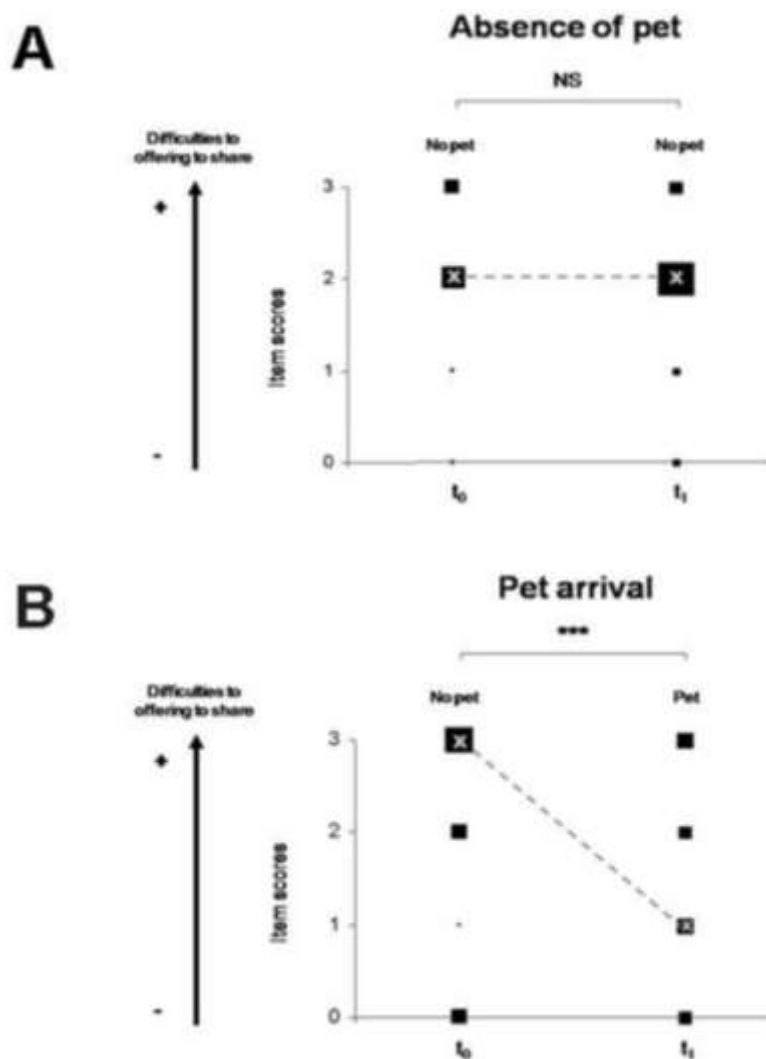 A
Absence of pet
NS
Difficulties to
offering to share
No pet
No pet
+
3
2
1
0
Item scores
-
t0
t1
B
Pet arrival
***
Difficulties to
offering to share
No pet
Pet
+
3
2
1
0
Item scores
-
t0
t1